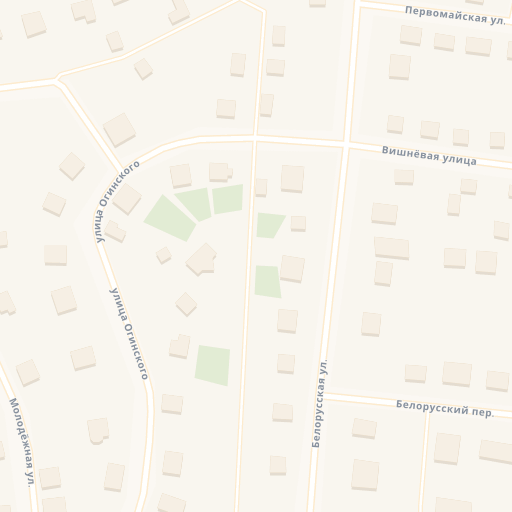 Первомайская ул.
Вишнёвая улица
улица Огинского
улица Огинского
Белорусская ул.
Белорусский пер.
Молодёжная ул.